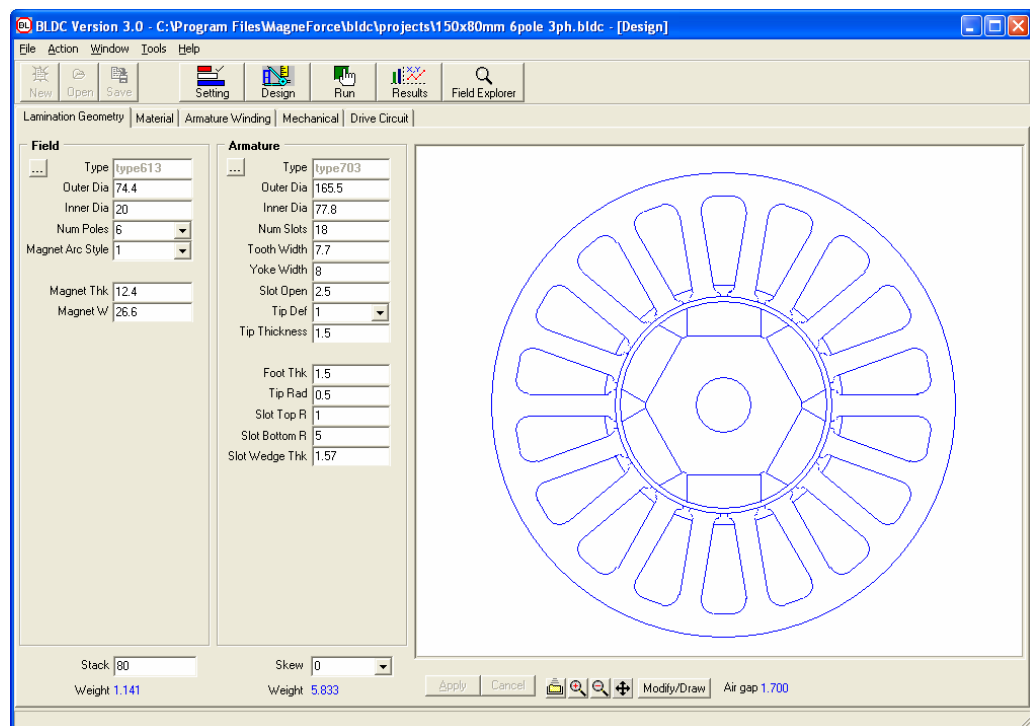 BLDC Version 3.0 - C:\Program Files\MagneForce\bldc\projects\150x80mm 6pole 3ph.bldc - [Design]
File Action Window Tools Help
New Open Save Setting Design Run Results Field Explorer
Lamination Geometry Material Armature Winding Mechanical Drive Circuit
Field
... Type type613
Outer Dia 74.4
Inner Dia 20
Num Poles 6
Magnet Arc Style 1
Magnet Thk 12.4
Magnet W 26.6
Armature
... Type type703
Outer Dia 165.5
Inner Dia 77.8
Num Slots 18
Tooth Width 7.7
Yoke Width 8
Slot Open 2.5
Tip Def 1
Tip Thickness 1.5
Foot Thk 1.5
Tip Rad 0.5
Slot Top R 1
Slot Bottom R 5
Slot Wedge Thk 1.57
Stack 80
Weight 1.141
Skew 0
Weight 5.833
Apply Cancel Modify/Draw Air gap 1.700